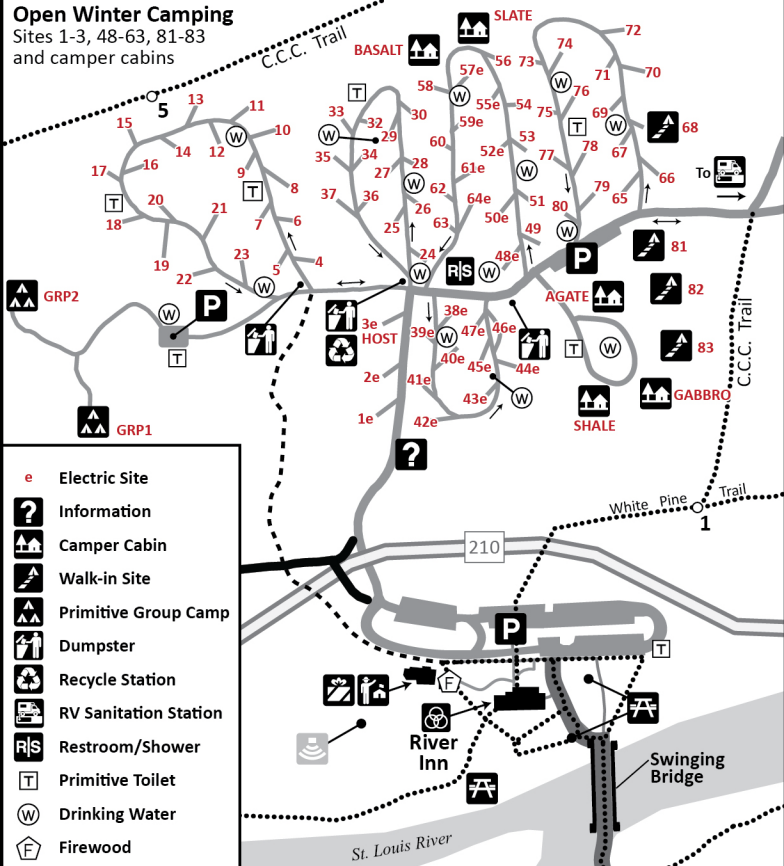 Open Winter Camping
Sites 1-3, 48-63, 81-83
and camper cabins
C.C.C. Trail
5
SLATE
BASALT
72
74
56
73
57e
71
70
58
76
55e
54
75
69
68
T
33
32
30
W
59e
13
11
15
10
12
14
29
35
34
28
27
60
53
52e
77
78
67
66
To
17
16
9
8
T
37
36
26
25
62
61e
64e
63
51
50e
49
80
79
65
20
21
18
7
6
19
22
23
5
4
24
48e
R|S
P
81
82
83
AGATE
GABBRO
SHALE
C.C.C. Trail
GRP2
GRP1
P
W
T
3e
HOST
38e
39e
47e
46e
40e
45e
44e
2e
41e
43e
1e
42e
?
White Pine Trail
1
210
P
T
F
River
Inn
Swinging
Bridge
St. Louis River
e Electric Site
? Information
Camper Cabin
Walk-in Site
Primitive Group Camp
Dumpster
Recycle Station
RV Sanitation Station
R|S Restroom/Shower
T Primitive Toilet
W Drinking Water
F Firewood